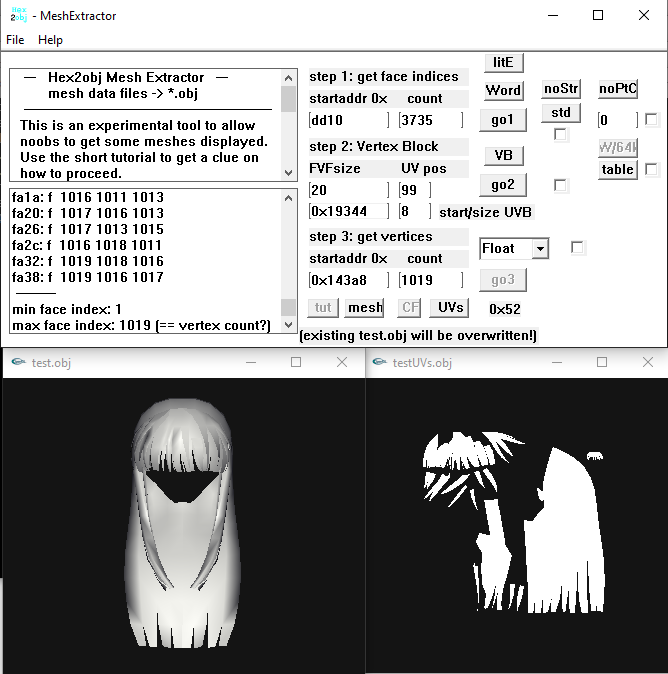 Hex 2obj - MeshExtractor
File Help
— Hex2obj Mesh Extractor —
mesh data files -> *.obj
This is an experimental tool to allow
noobs to get some meshes displayed.
Use the short tutorial to get a clue on
how to proceed.
fa1a: f 1016 1011 1013
fa20: f 1017 1016 1013
fa26: f 1017 1013 1015
fa2c: f 1016 1018 1011
fa32: f 1019 1018 1016
fa38: f 1019 1016 1017
min face index: 1
max face index: 1019 (== vertex count?)
step 1: get face indices
startaddr 0x count
dd10 3735
step 2: Vertex Block
FVFsize UV pos
20 99
0x19344 8 start/size UVB
step 3: get vertices
startaddr 0x count
0x143a8 1019
tut mesh CF UVs 0x52
(existing test.obj will be overwritten!)
litE
Word noStr noPtC
go1 std 0
VB W/64k
go2 table
Float
go3
test.obj
testUVs.obj